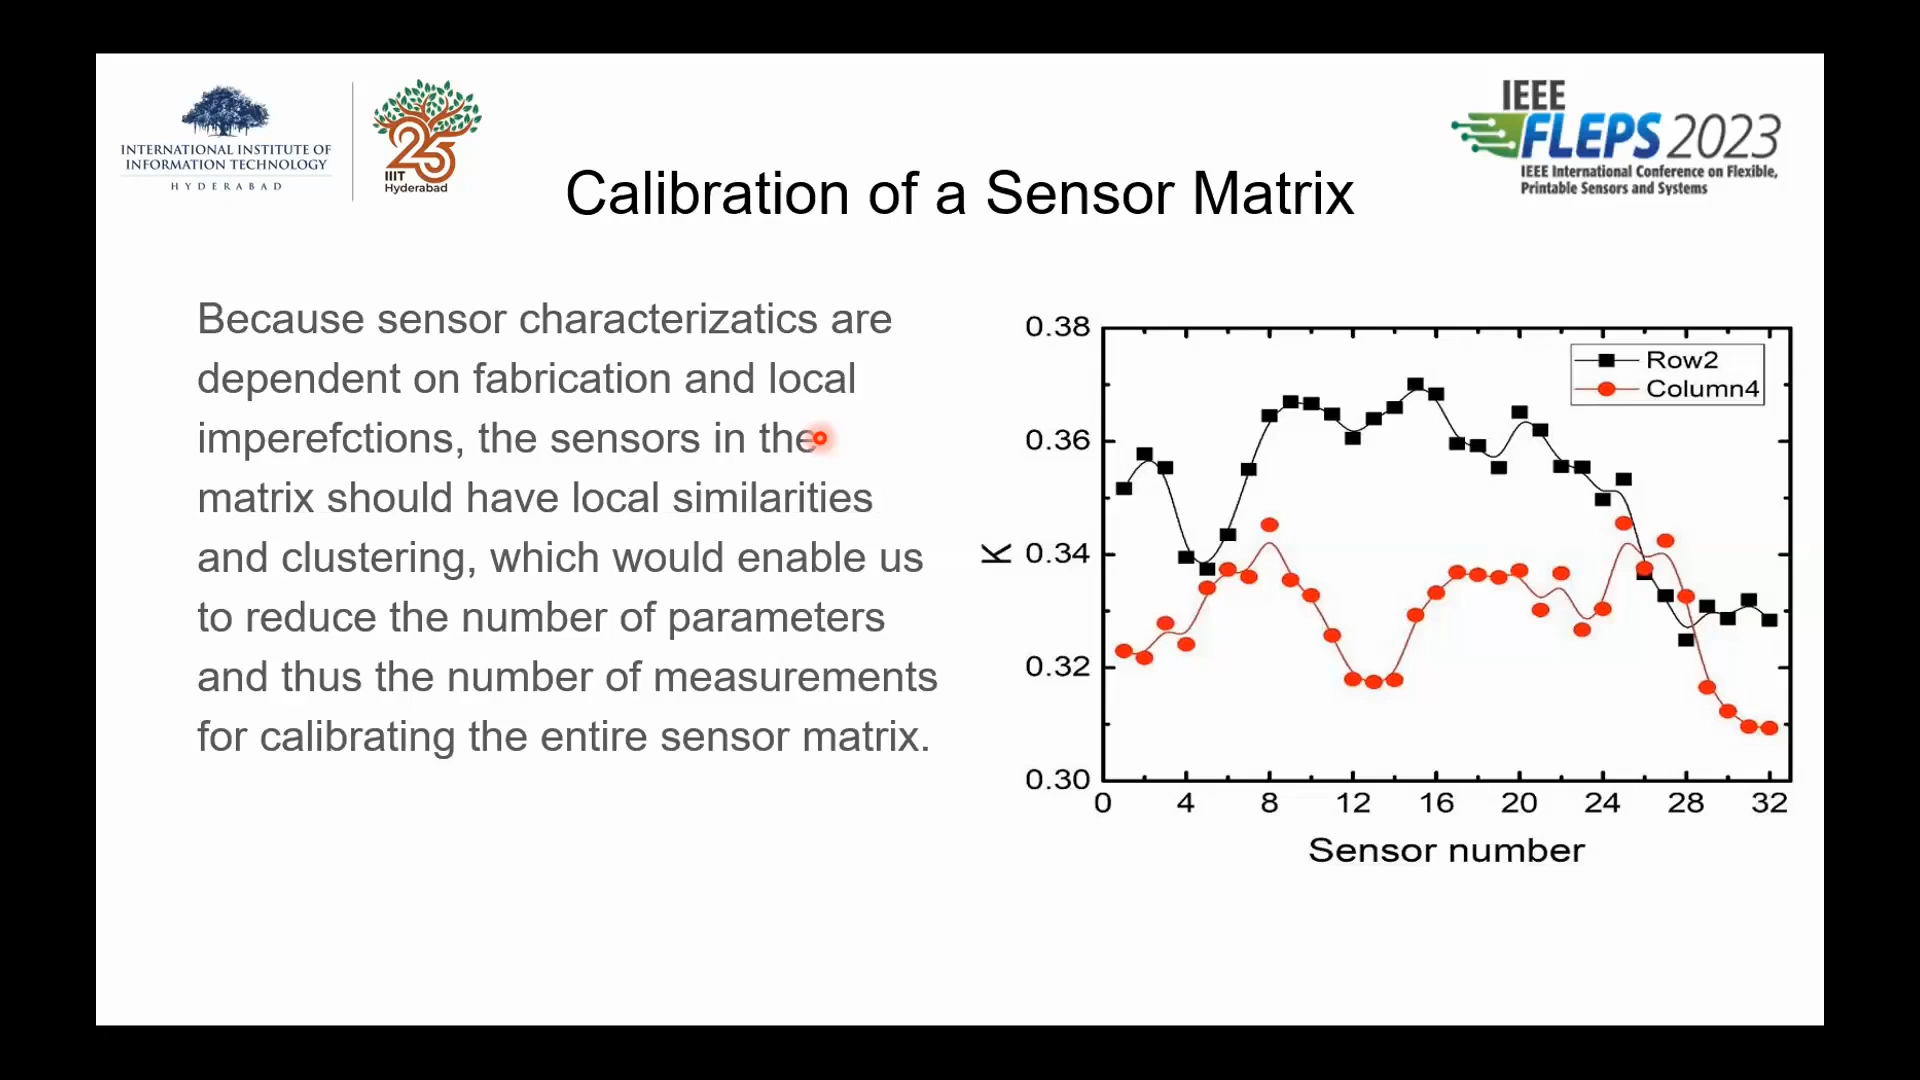 INTERNATIONAL INSTITUTE OF
INFORMATION TECHNOLOGY
HYDERABAD
25
IIIT
Hyderabad
IEEE
FLEPS 2023
IEEE International Conference on Flexible,
Printable Sensors and Systems
Calibration of a Sensor Matrix
Because sensor characterizatics are
dependent on fabrication and local
imperefctions, the sensors in the
matrix should have local similarities
and clustering, which would enable us
to reduce the number of parameters
and thus the number of measurements
for calibrating the entire sensor matrix.
0.38
0.36
0.34
0.32
0.30
K
Row2
Column4
0 4 8 12 16 20 24 28 32
Sensor number